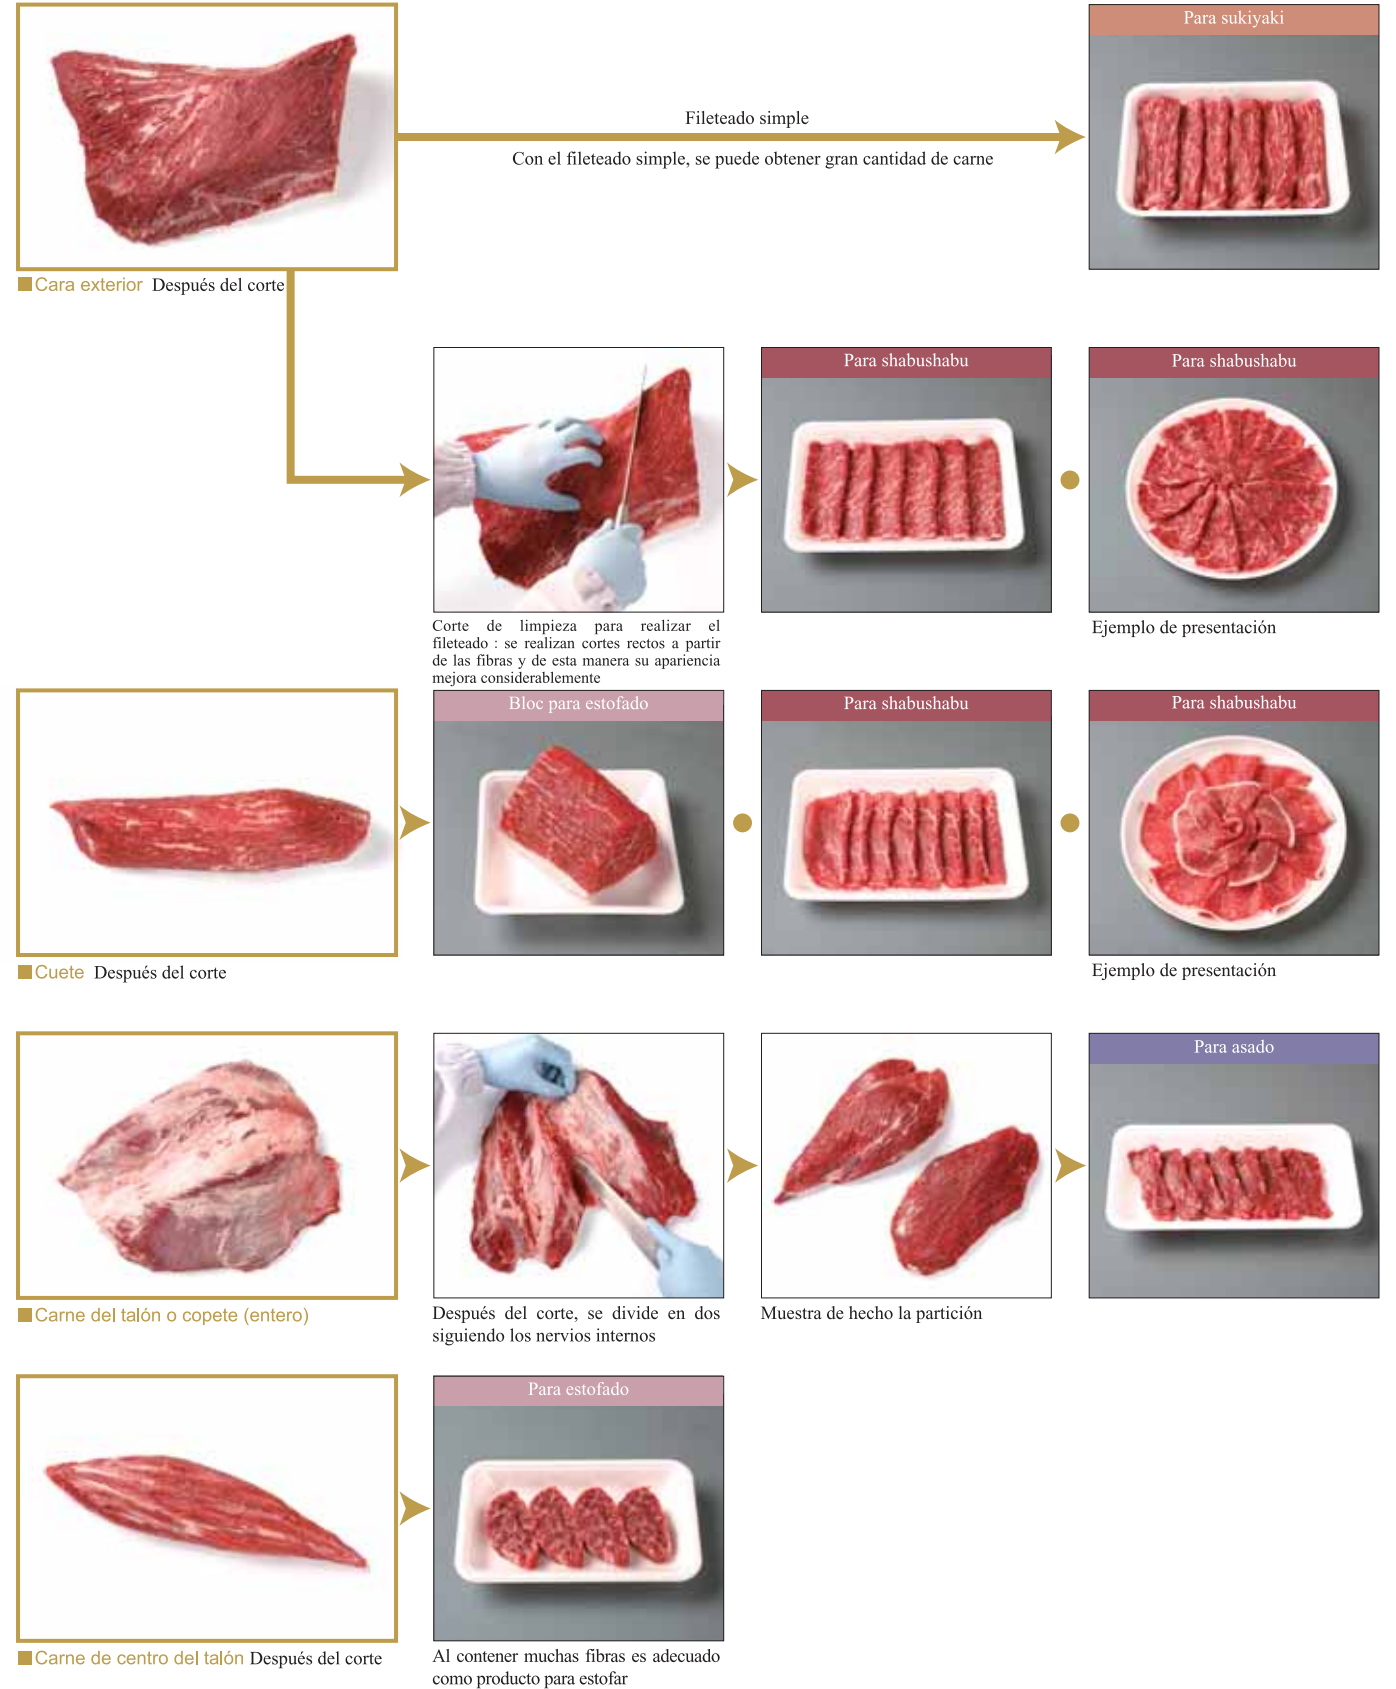 Para sukiyaki
Fileteado simple
Con el fileteado simple, se puede obtener gran cantidad de carne
■Cara exterior Después del corte
Para shabushabu
Para shabushabu
Corte de limpieza para realizar el
fileteado : se realizan cortes rectos a partir
de las fibras y de esta manera su apariencia
mejora considerablemente
Ejemplo de presentación
Bloc para estofado
Para shabushabu
Para shabushabu
■Cuete Después del corte
Ejemplo de presentación
Para asado
■Carne del talón o copete (entero)
Después del corte, se divide en dos
siguiendo los nervios internos
Muestra de hecho la partición
Para estofado
■Carne de centro del talón Después del corte
Al contener muchas fibras es adecuado
como producto para estofar